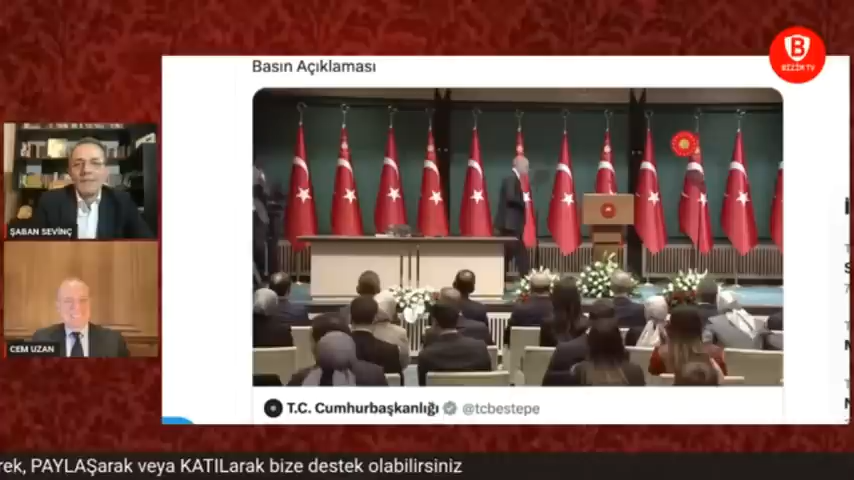 BİZİM TV
Basın Açıklaması
ŞABAN SEVİNÇ
CEM UZAN
T.C. Cumhurbaşkanlığı @tcbestepe
rek, PAYLAŞarak veya KATILarak bize destek olabilirsiniz